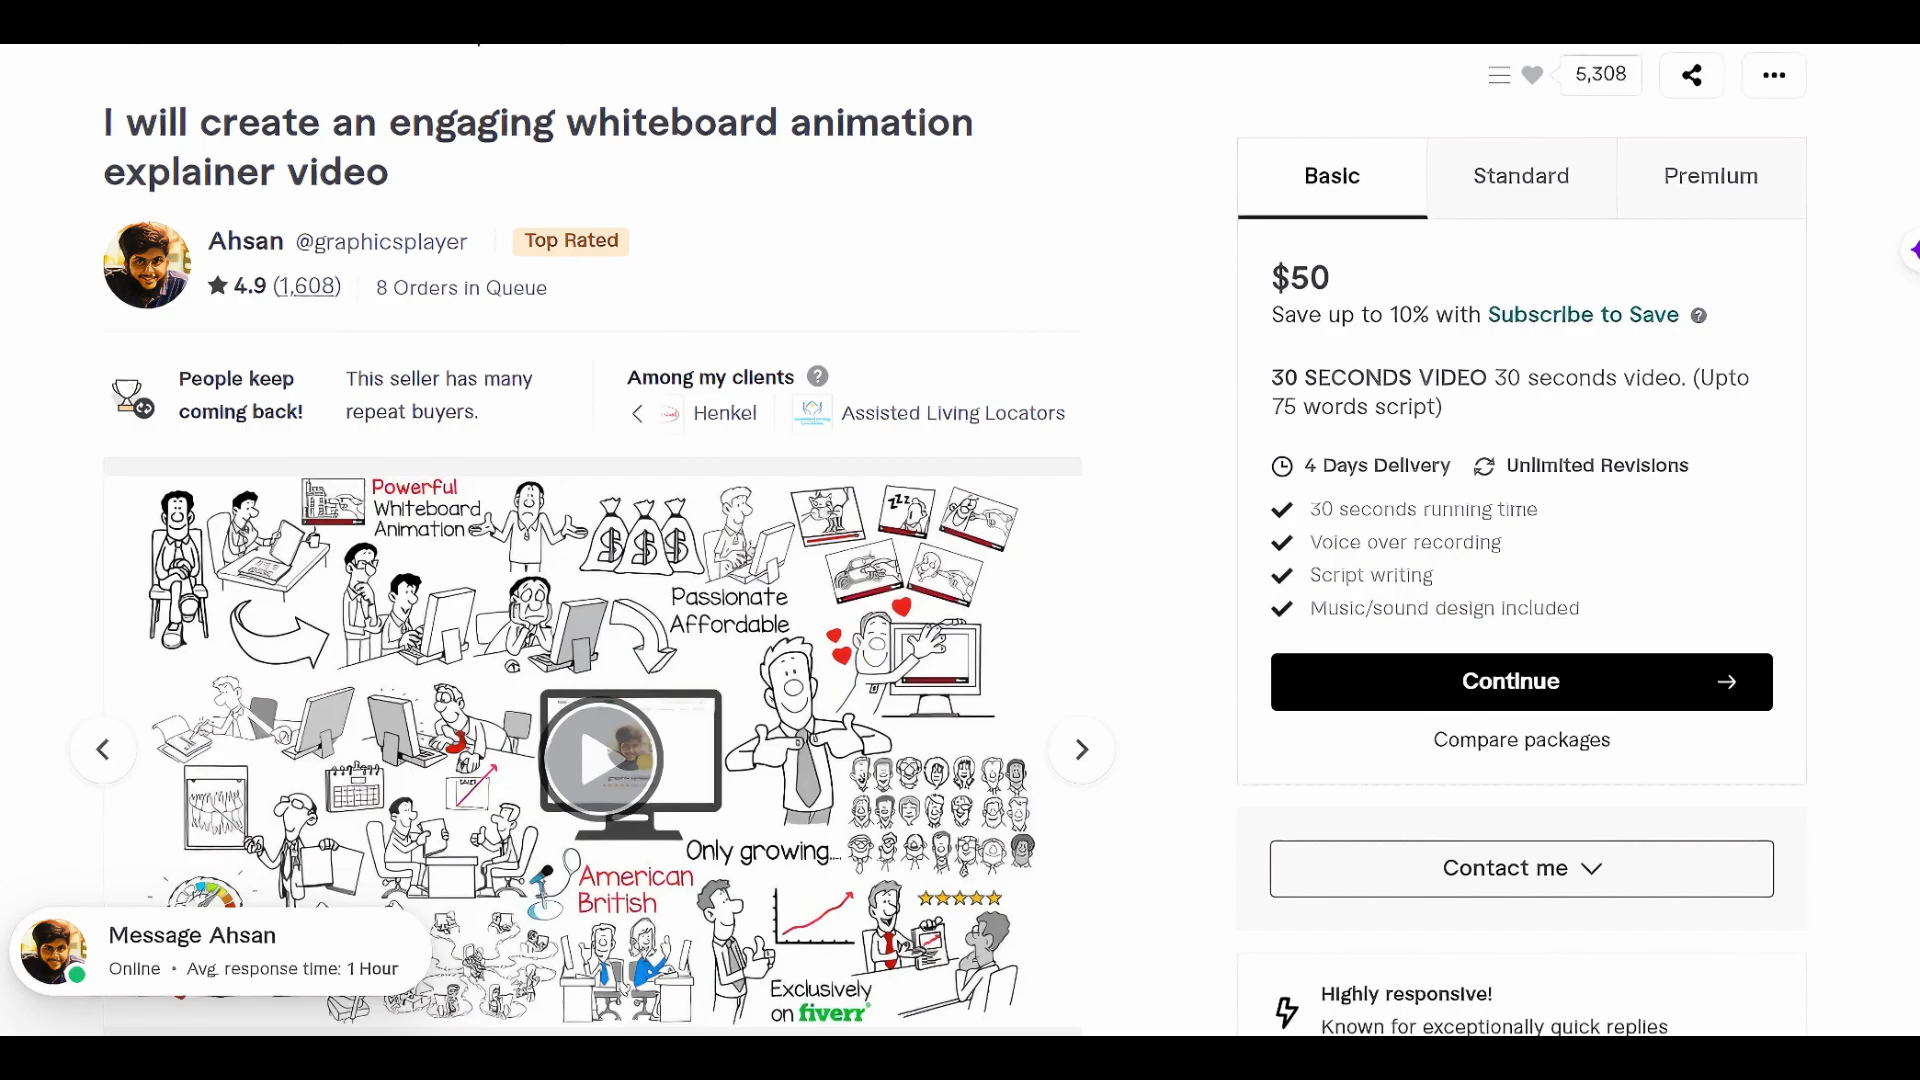 5,308
I will create an engaging whiteboard animation
explainer video
Ahsan @graphicsplayer Top Rated
4.9 (1,608) 8 Orders in Queue
People keep
coming back!
This seller has many
repeat buyers.
Among my clients ?
Henkel Assisted Living Locators
Powerful
Whiteboard
Animation
$ $ $
zzz
Passionate
Affordable
SALES
Only growing...
American
British
Exclusively
on fiverr
Message Ahsan
Online • Avg. response time: 1 Hour
Basic Standard Premium
$50
Save up to 10% with Subscribe to Save ?
30 SECONDS VIDEO 30 seconds video. (Upto
75 words script)
4 Days Delivery Unlimited Revisions
30 seconds running time
Voice over recording
Script writing
Music/sound design included
Continue →
Compare packages
Contact me
Highly responsive!
Known for exceptionally quick replies